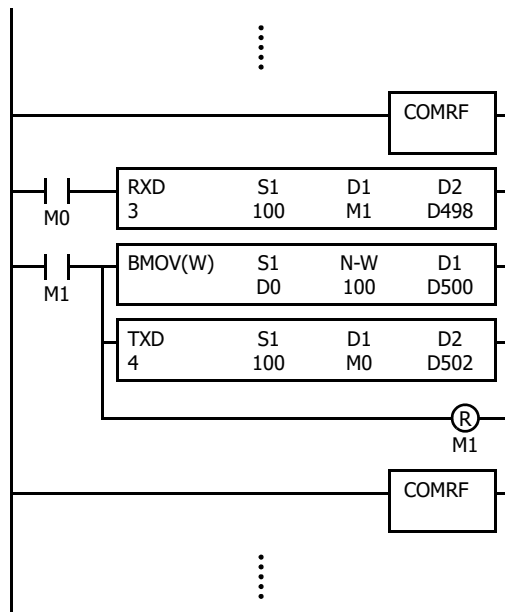 COMRF
RXD S1 D1 D2
3 100 M1 D498
M0
BMOV(W) S1 N-W D1
D0 100 D500
M1
TXD S1 D1 D2
4 100 M0 D502
R
M1
COMRF